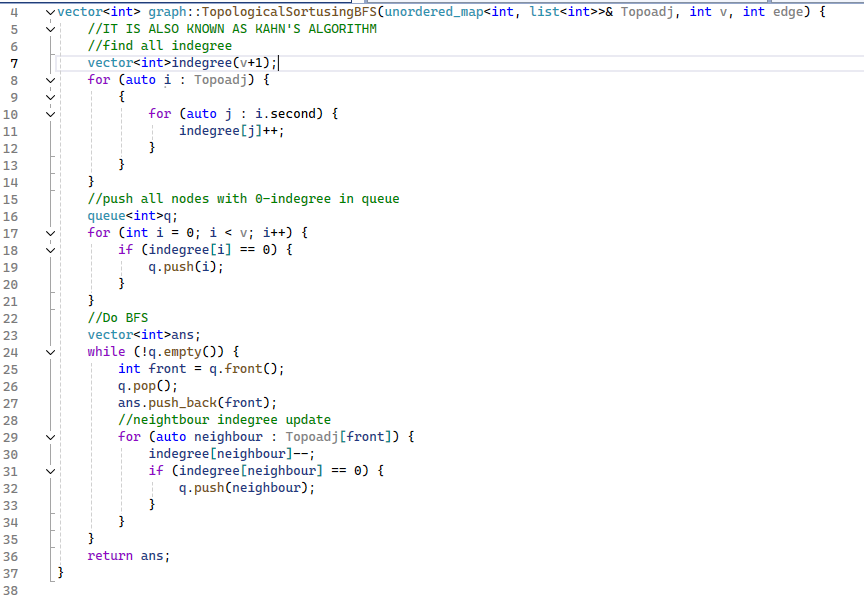 4 vector<int> graph::TopologicalSortusingBFS(unordered_map<int, list<int>>& Topoadj, int v, int edge) {
5 //IT IS ALSO KNOWN AS KAHN'S ALGORITHM
6 //find all indegree
7 vector<int>indegree(v+1);
8 for (auto i : Topoadj) {
9 {
10 for (auto j : i.second) {
11 indegree[j]++;
12 }
13 }
14 }
15 //push all nodes with 0-indegree in queue
16 queue<int>q;
17 for (int i = 0; i < v; i++) {
18 if (indegree[i] == 0) {
19 q.push(i);
20 }
21 }
22 //Do BFS
23 vector<int>ans;
24 while (!q.empty()) {
25 int front = q.front();
26 q.pop();
27 ans.push_back(front);
28 //neightbour indegree update
29 for (auto neighbour : Topoadj[front]) {
30 indegree[neighbour]--;
31 if (indegree[neighbour] == 0) {
32 q.push(neighbour);
33 }
34 }
35 }
36 return ans;
37 }
38